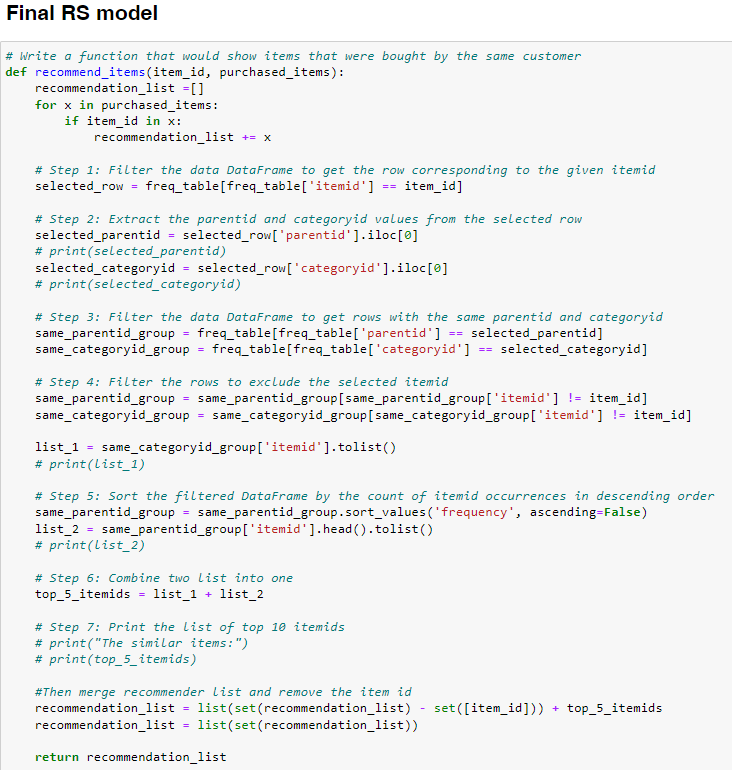 Final RS model
# Write a function that would show items that were bought by the same customer
def recommend_items(item_id, purchased_items):
    recommendation_list =[]
    for x in purchased_items:
        if item_id in x:
            recommendation_list += x

    # Step 1: Filter the data DataFrame to get the row corresponding to the given itemid
    selected_row = freq_table[freq_table['itemid'] == item_id]

    # Step 2: Extract the parentid and categoryid values from the selected row
    selected_parentid = selected_row['parentid'].iloc[0]
    # print(selected_parentid)
    selected_categoryid = selected_row['categoryid'].iloc[0]
    # print(selected_categoryid)

    # Step 3: Filter the data DataFrame to get rows with the same parentid and categoryid
    same_parentid_group = freq_table[freq_table['parentid'] == selected_parentid]
    same_categoryid_group = freq_table[freq_table['categoryid'] == selected_categoryid]

    # Step 4: Filter the rows to exclude the selected itemid
    same_parentid_group = same_parentid_group[same_parentid_group['itemid'] != item_id]
    same_categoryid_group = same_categoryid_group[same_categoryid_group['itemid'] != item_id]

    list_1 = same_categoryid_group['itemid'].tolist()
    # print(list_1)

    # Step 5: Sort the filtered DataFrame by the count of itemid occurrences in descending order
    same_parentid_group = same_parentid_group.sort_values('frequency', ascending=False)
    list_2 = same_parentid_group['itemid'].head().tolist()
    # print(list_2)

    # Step 6: Combine two list into one
    top_5_itemids = list_1 + list_2

    # Step 7: Print the list of top 10 itemids
    # print("The similar items:")
    # print(top_5_itemids)

    #Then merge recommender list and remove the item id
    recommendation_list = list(set(recommendation_list) - set([item_id])) + top_5_itemids
    recommendation_list = list(set(recommendation_list))

    return recommendation_list